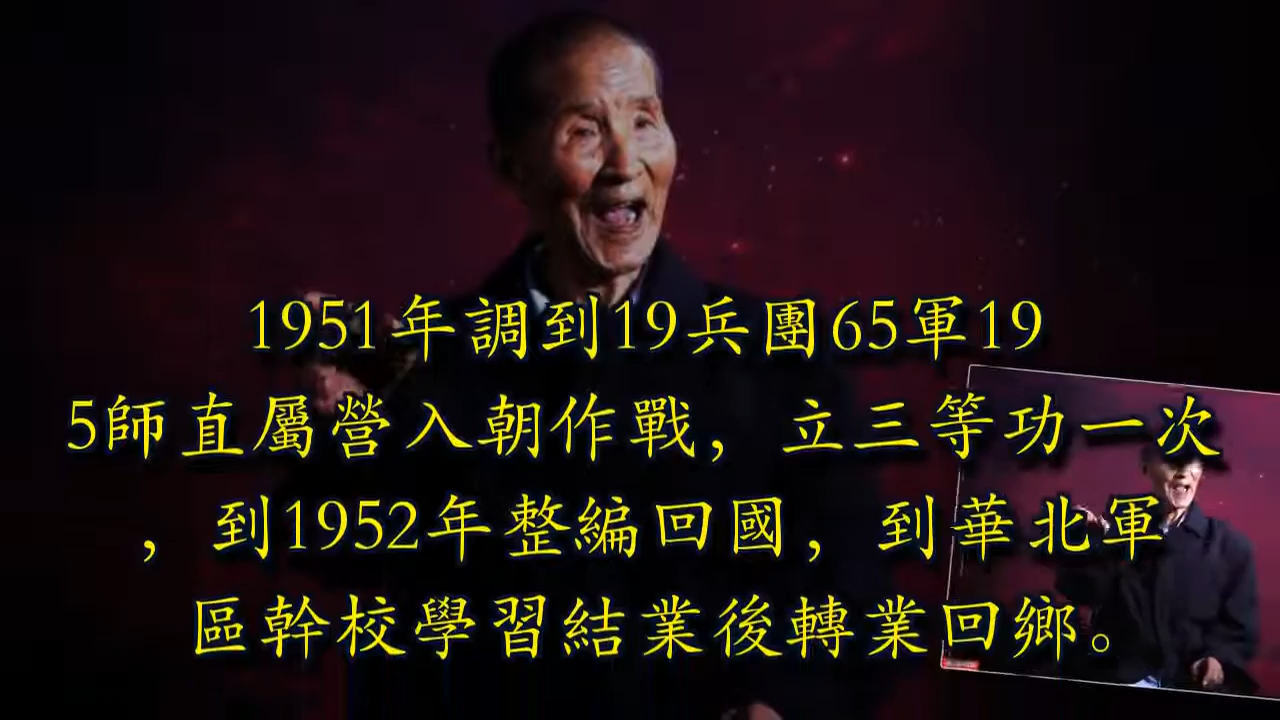 1951年調到19兵團65軍19
5師直屬營入朝作戰，立三等功一次
，到1952年整編回國，到華北軍
區幹校學習結業後轉業回鄉。